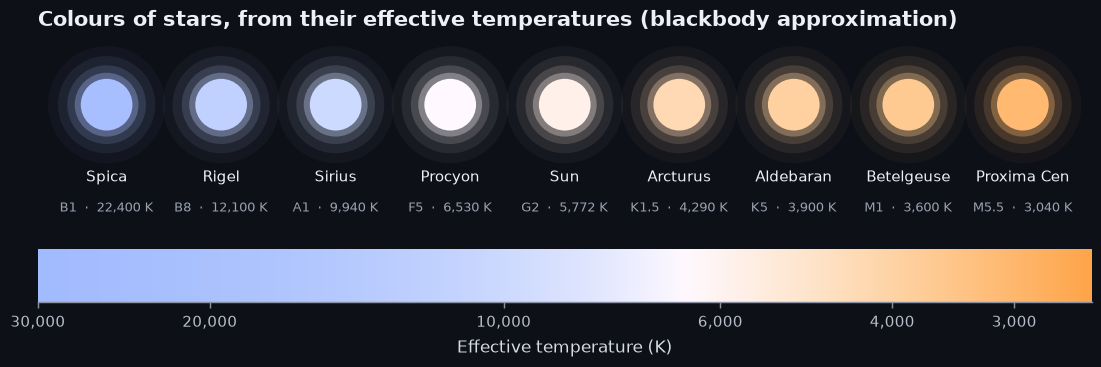 Colours of stars, from their effective temperatures (blackbody approximation)
Spica Rigel Sirius Procyon Sun Arcturus Aldebaran Betelgeuse Proxima Cen
B1 · 22,400 K B8 · 12,100 K A1 · 9,940 K F5 · 6,530 K G2 · 5,772 K K1.5 · 4,290 K K5 · 3,900 K M1 · 3,600 K M5.5 · 3,040 K
30,000 20,000 10,000 6,000 4,000 3,000
Effective temperature (K)